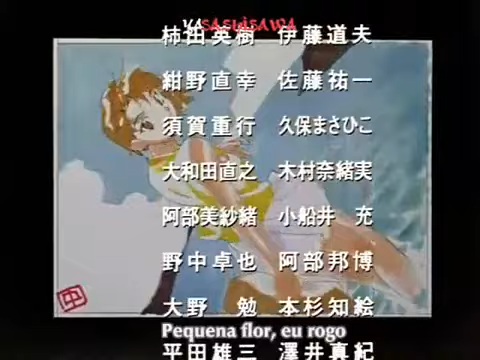 YASASHISAWA
柿田英樹 伊藤道夫
紺野直幸 佐藤祐一
須賀重行 久保まさひこ
大和田直之 木村奈緒実
阿部美紗緒 小船井 充
野中卓也 阿部邦博
大野 勉 本杉知絵
Pequena flor, eu rogo
平田雄三 澤井真紀